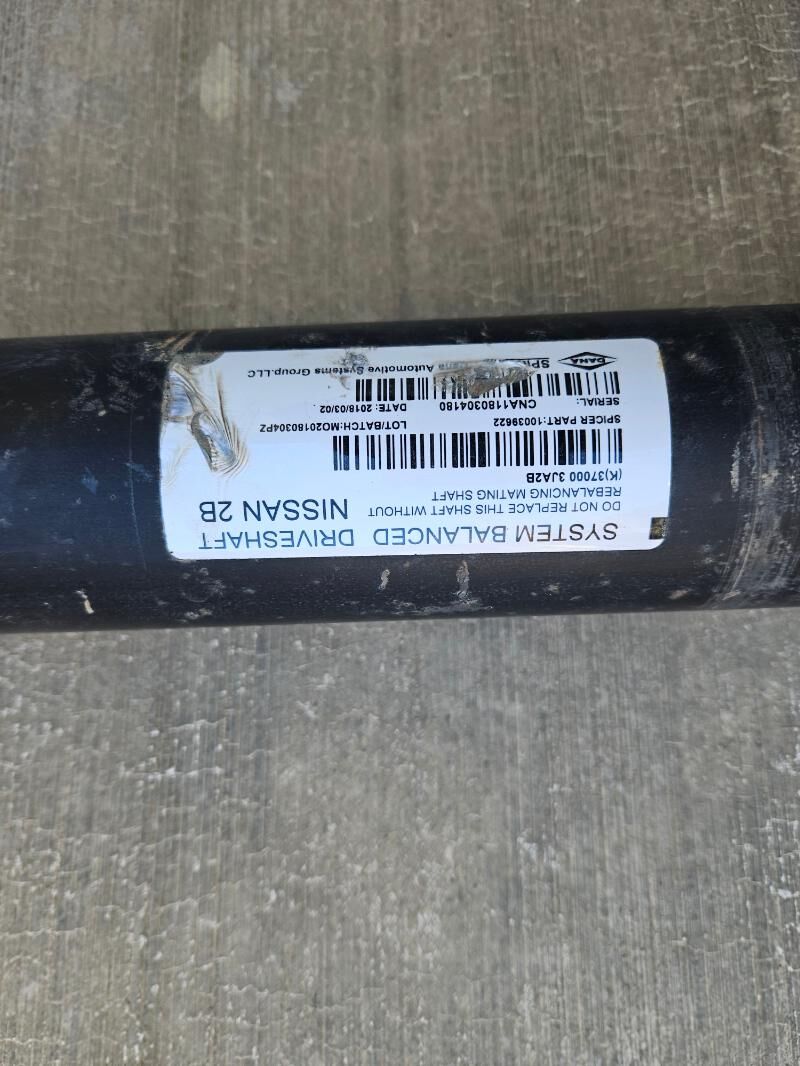 SYSTEM BALANCED DRIVESHAFT
DO NOT REPLACE THIS SHAFT WITHOUT
REBALANCING MATING SHAFT
NISSAN 2B
(K)37000 3JA2B
SPICER PART:10039622
LOT/BATCH:MO20180304PZ
SERIAL:
CNA1180304180
DATE: 2018/03/02
DANA
Automotive Systems Group,LLC